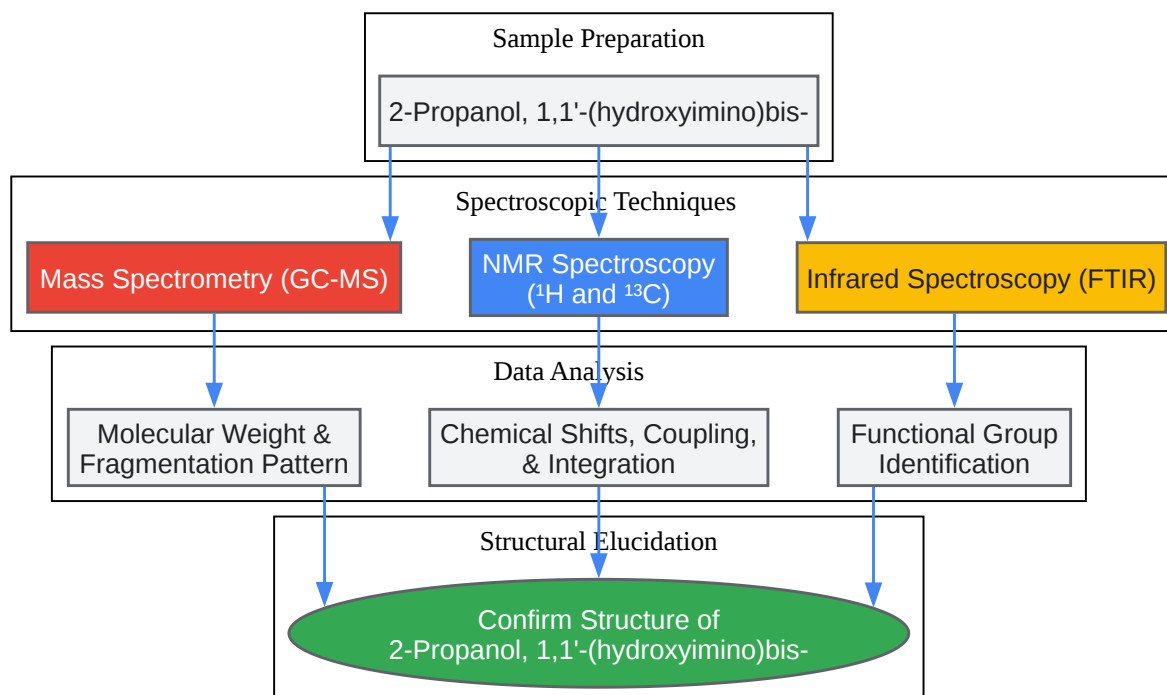 Sample Preparation
2-Propanol, 1,1'-(hydroxyimino)bis-
Spectroscopic Techniques
Mass Spectrometry (GC-MS)
NMR Spectroscopy
(¹H and ¹³C)
Infrared Spectroscopy (FTIR)
Data Analysis
Molecular Weight &
Fragmentation Pattern
Chemical Shifts, Coupling,
& Integration
Functional Group
Identification
Structural Elucidation
Confirm Structure of
2-Propanol, 1,1'-(hydroxyimino)bis-